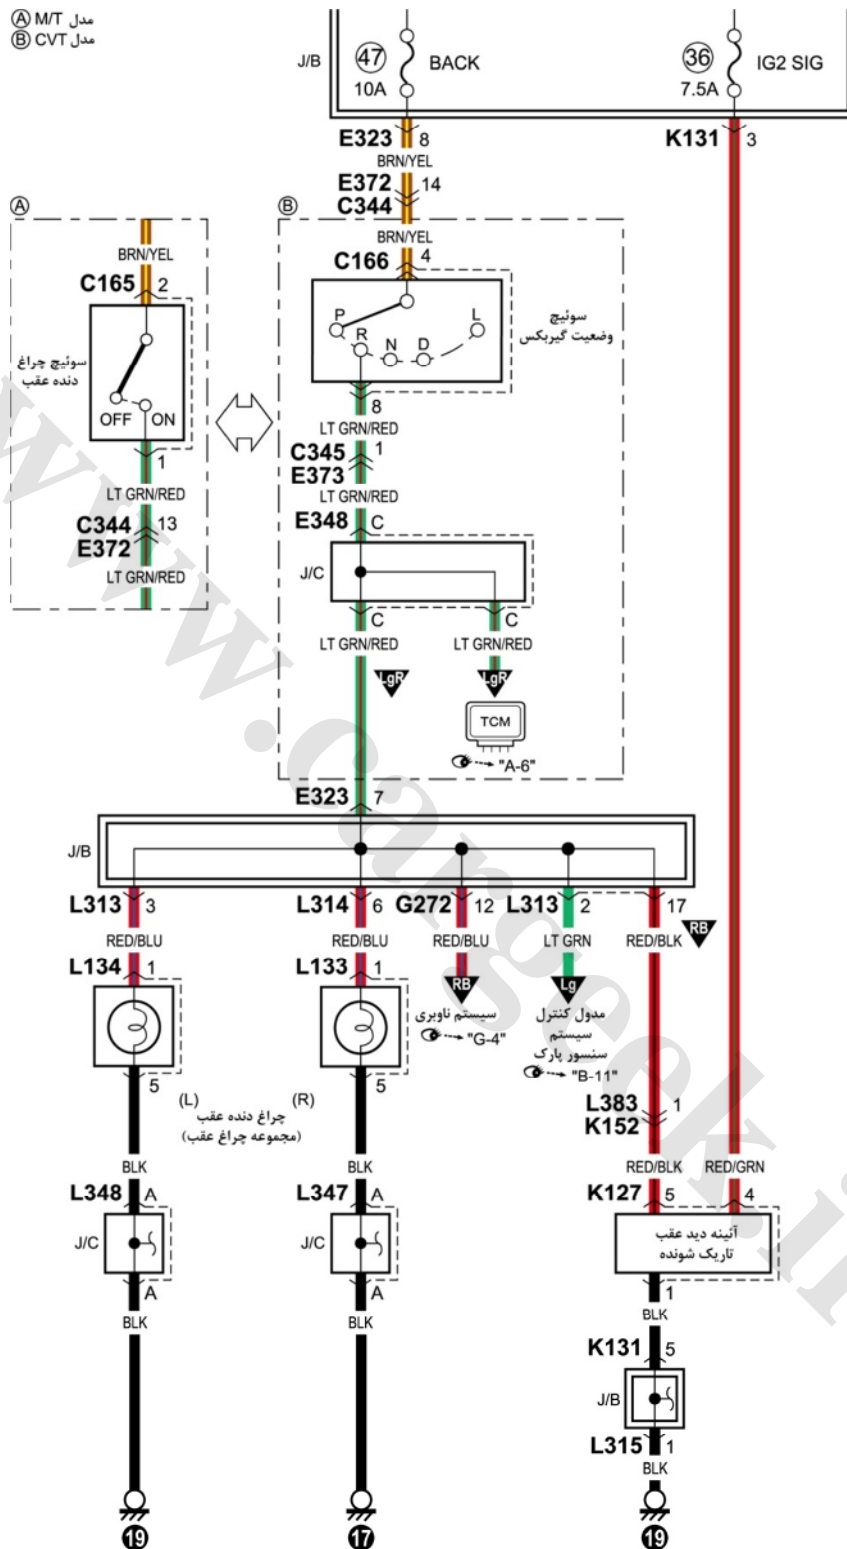 Ⓐ M/T مدل
Ⓑ CVT مدل
J/B
47
10A
BACK
36
7.5A
IG2 SIG
E323 8
K131 3
BRN/YEL
E372 14
C344
Ⓐ
Ⓑ
BRN/YEL
BRN/YEL
C165 2
C166 4
P R N D L
سوئیچ
وضعیت گیربکس
سوئیچ چراغ
دنده عقب
OFF ON
1
8
LT GRN/RED
LT GRN/RED
C344 13
E372
C345 1
E373
LT GRN/RED
LT GRN/RED
E348 C
J/C
C
C
LT GRN/RED
LT GRN/RED
LgR
LgR
TCM
"A-6"
E323 7
J/B
L313 3
L314 6
G272 12
L313 2
17
RED/BLU
RED/BLU
RED/BLU
LT GRN
RED/BLK
RB
L134 1
L133 1
RB
Lg
سیستم ناوبری
"G-4"
مدول کنترل
سیستم
سنسور پارک
"B-11"
5
5
(L)
(R)
چراغ دنده عقب
(مجموعه چراغ عقب)
L383 1
K152
BLK
BLK
RED/BLK
RED/GRN
L348 A
L347 A
K127 5
4
J/C
J/C
آئینه دید عقب
تاریک شونده
A
A
1
BLK
BLK
BLK
K131 5
J/B
L315 1
BLK
19
17
19
www.cargeek.ir